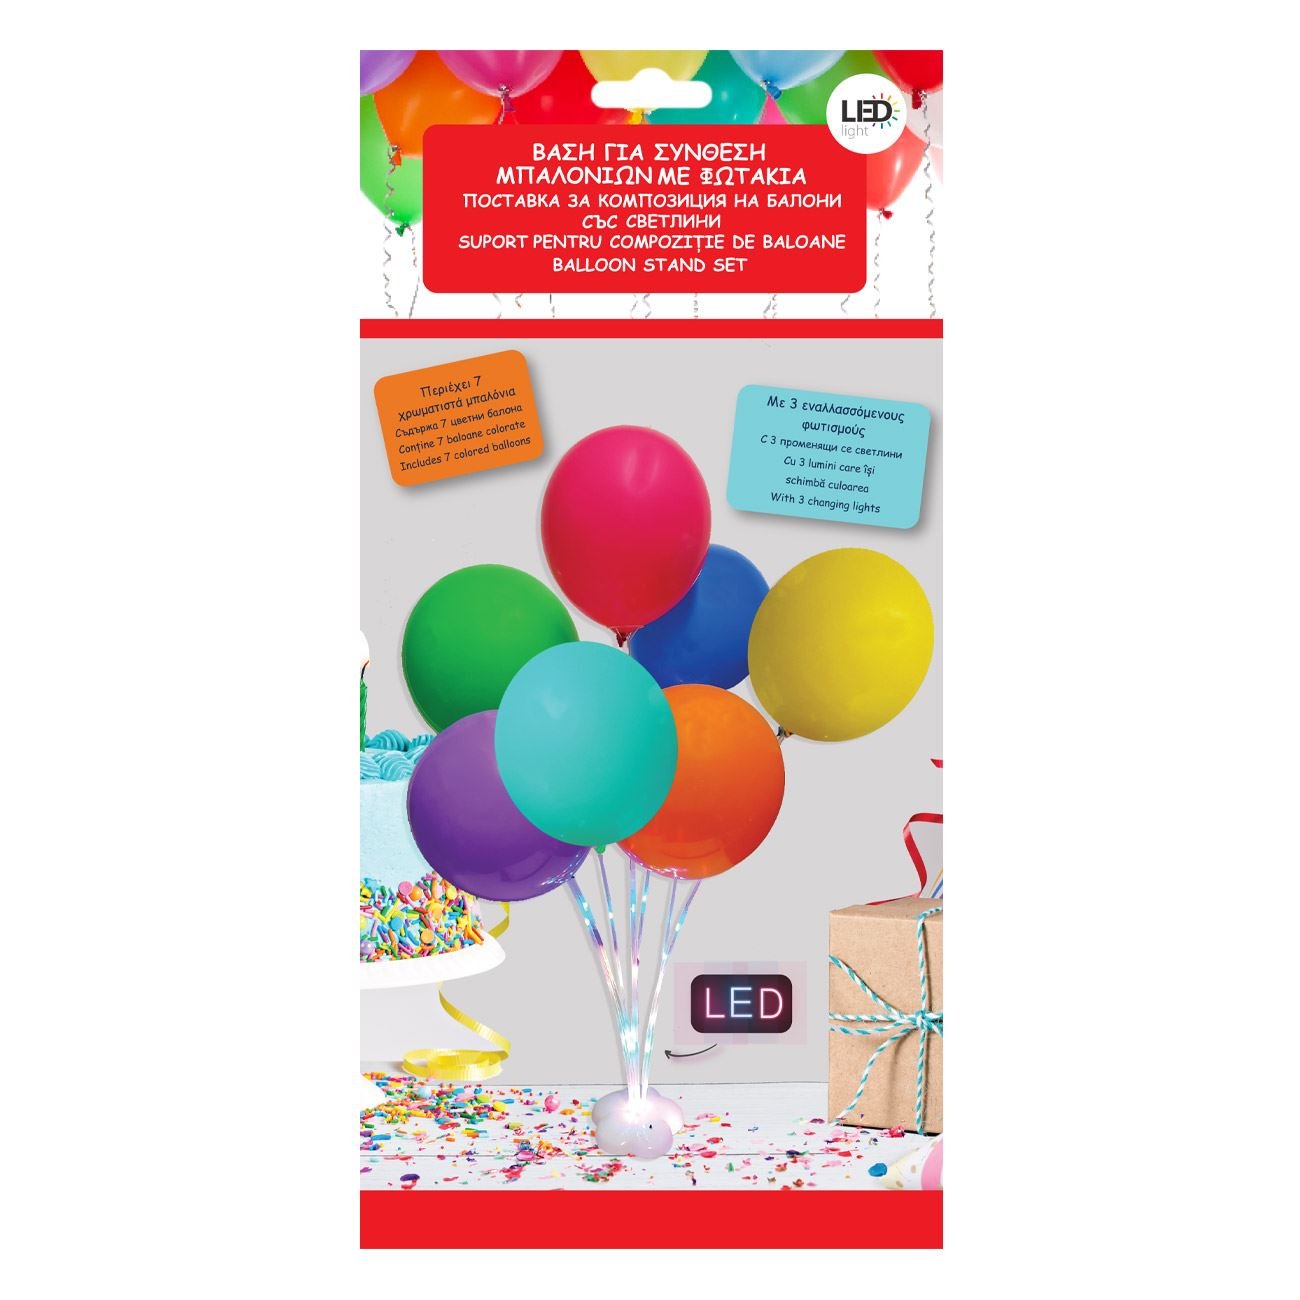 LED
light
ΒΑΣΗ ΓΙΑ ΣΥΝΘΕΣΗ
ΜΠΑΛΟΝΙΩΝ ΜΕ ΦΩΤΑΚΙΑ
ПОСТАВКА ЗА КОМПОЗИЦИЯ НА БАЛОНИ
СЪС СВЕТЛИНИ
SUPORT PENTRU COMPOZIȚIE DE BALOANE
BALLOON STAND SET
Περιέχει 7
χρωματιστά μπαλόνια
Съдържа 7 цветни балона
Conține 7 baloane colorate
Includes 7 colored balloons
Με 3 εναλλασσόμενους
φωτισμούς
С 3 променящи се светлини
Cu 3 lumini care își
schimbă culoarea
With 3 changing lights
LED